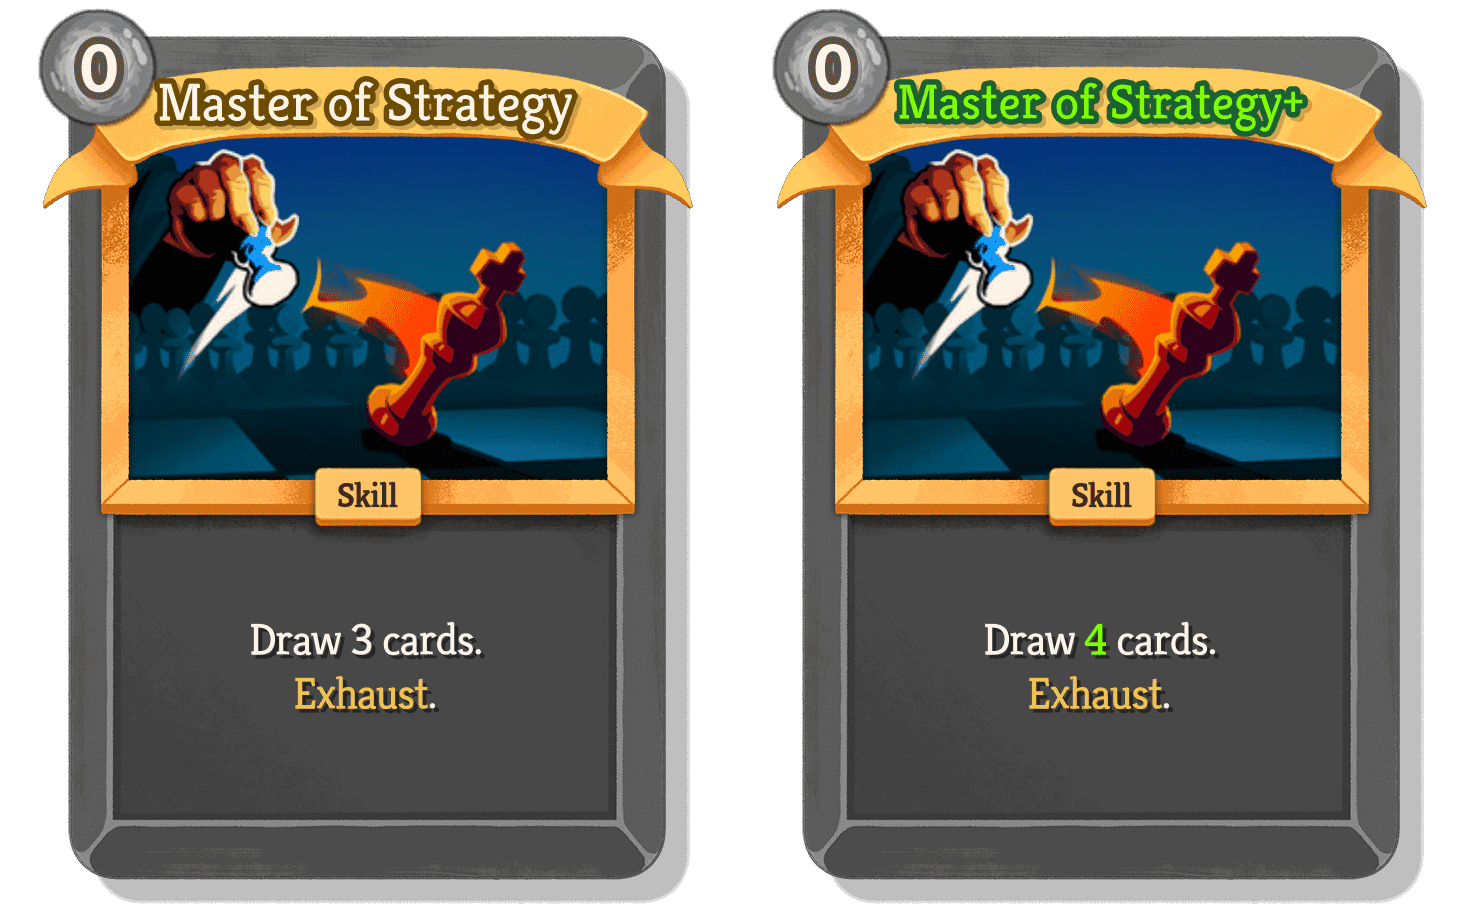 0
Master of Strategy
Skill
Draw 3 cards.
Exhaust.
0
Master of Strategy+
Skill
Draw 4 cards.
Exhaust.